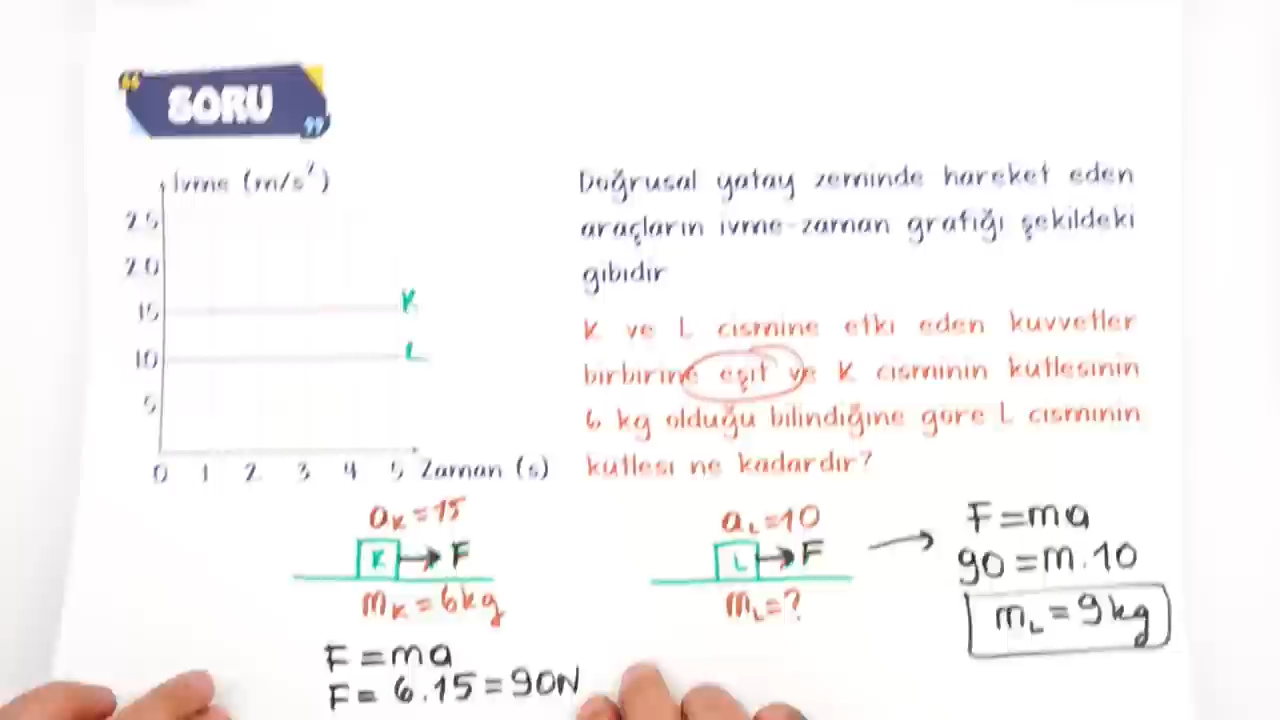 SORU
İvme (m/s²)
25
20
15
10
5
0 1 2 3 4 5 Zaman (s)
K
L
Doğrusal yatay zeminde hareket eden
araçların ivme-zaman grafiği şekildeki
gibidir
K ve L cismine etki eden kuvvetler
birbirine eşit ve K cisminin kütlesinin
6 kg olduğu bilindiğine göre L cisminin
kütlesi ne kadardır?
aK = 15
K F
mK = 6kg
F = ma
F = 6.15 = 90N
aL = 10
L F
mL = ?
F = ma
90 = m.10
mL = 9kg